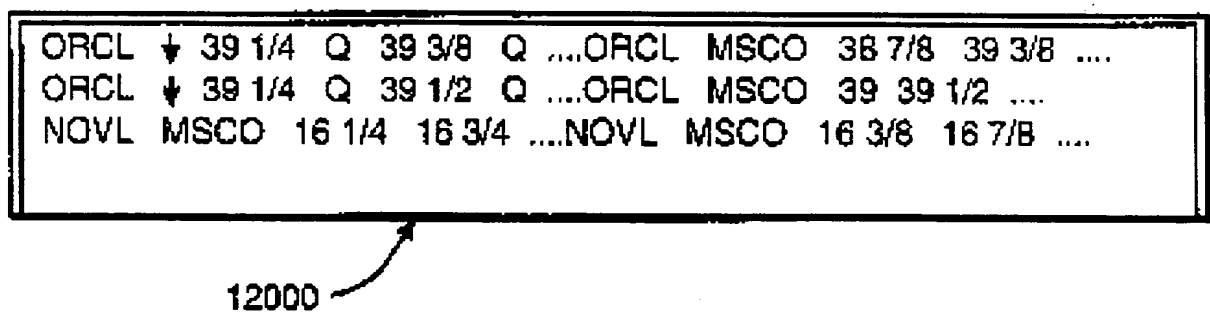 ORCL ↓ 39 1/4 Q 39 3/8 Q ....ORCL MSCO 38 7/8 39 3/8 ....
ORCL ↓ 39 1/4 Q 39 1/2 Q ....ORCL MSCO 39 39 1/2 ....
NOVL MSCO 16 1/4 16 3/4 ....NOVL MSCO 16 3/8 16 7/8 ....
12000